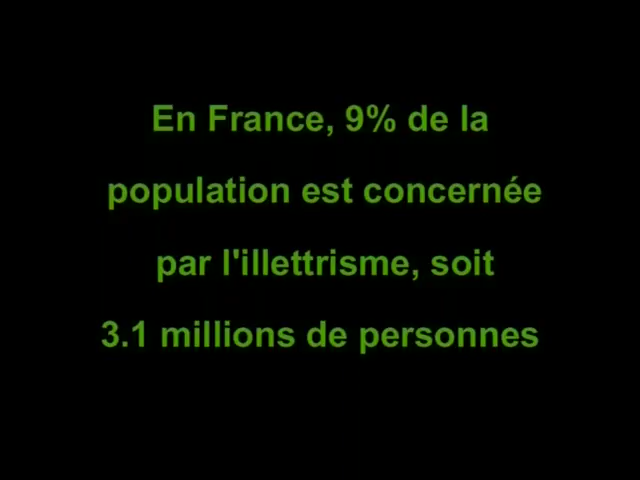 En France, 9% de la
population est concernée
par l'illettrisme, soit
3.1 millions de personnes